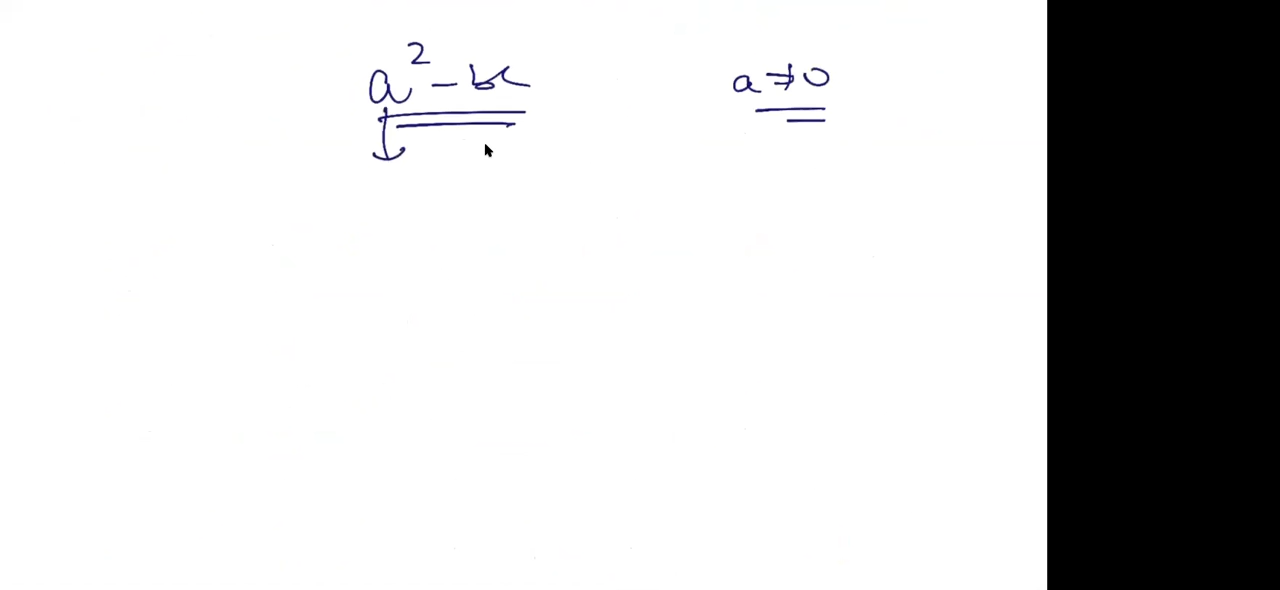 a² - bc
a ≠ 0